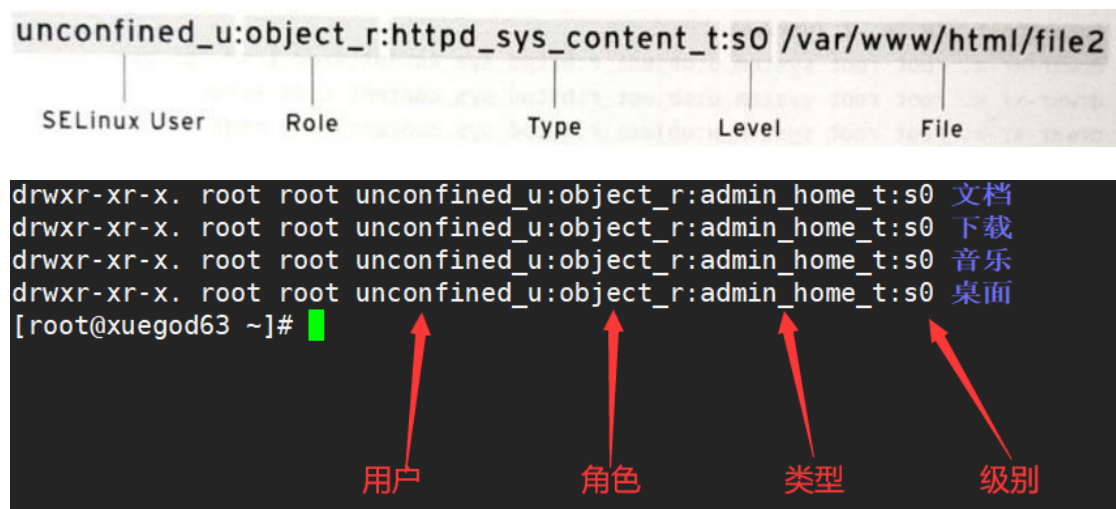 unconfined_u:object_r:httpd_sys_content_t:s0 /var/www/html/file2
SELinux User Role Type Level File
drwxr-xr-x. root root unconfined_u:object_r:admin_home_t:s0 文档
drwxr-xr-x. root root unconfined_u:object_r:admin_home_t:s0 下载
drwxr-xr-x. root root unconfined_u:object_r:admin_home_t:s0 音乐
drwxr-xr-x. root root unconfined_u:object_r:admin_home_t:s0 桌面
[root@xuegod63 ~]#
用户 角色 类型 级别